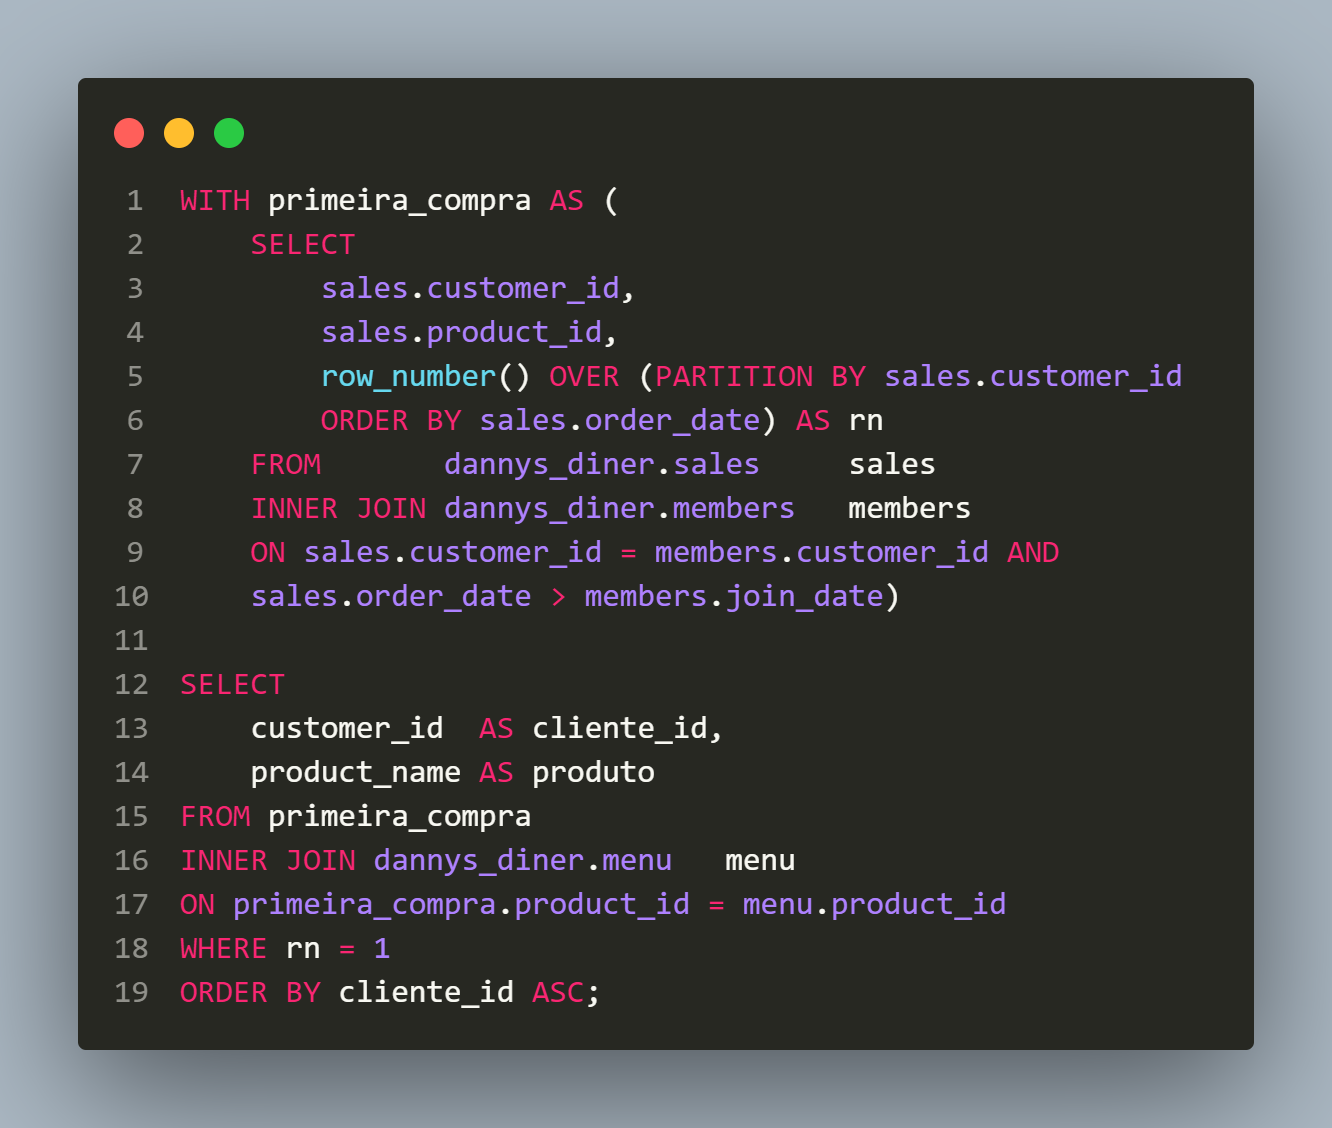 1 WITH primeira_compra AS (
2     SELECT
3         sales.customer_id,
4         sales.product_id,
5         row_number() OVER (PARTITION BY sales.customer_id
6         ORDER BY sales.order_date) AS rn
7     FROM       dannys_diner.sales     sales
8     INNER JOIN dannys_diner.members   members
9     ON sales.customer_id = members.customer_id AND
10     sales.order_date > members.join_date)
11
12 SELECT
13     customer_id  AS cliente_id,
14     product_name AS produto
15 FROM primeira_compra
16 INNER JOIN dannys_diner.menu   menu
17 ON primeira_compra.product_id = menu.product_id
18 WHERE rn = 1
19 ORDER BY cliente_id ASC;